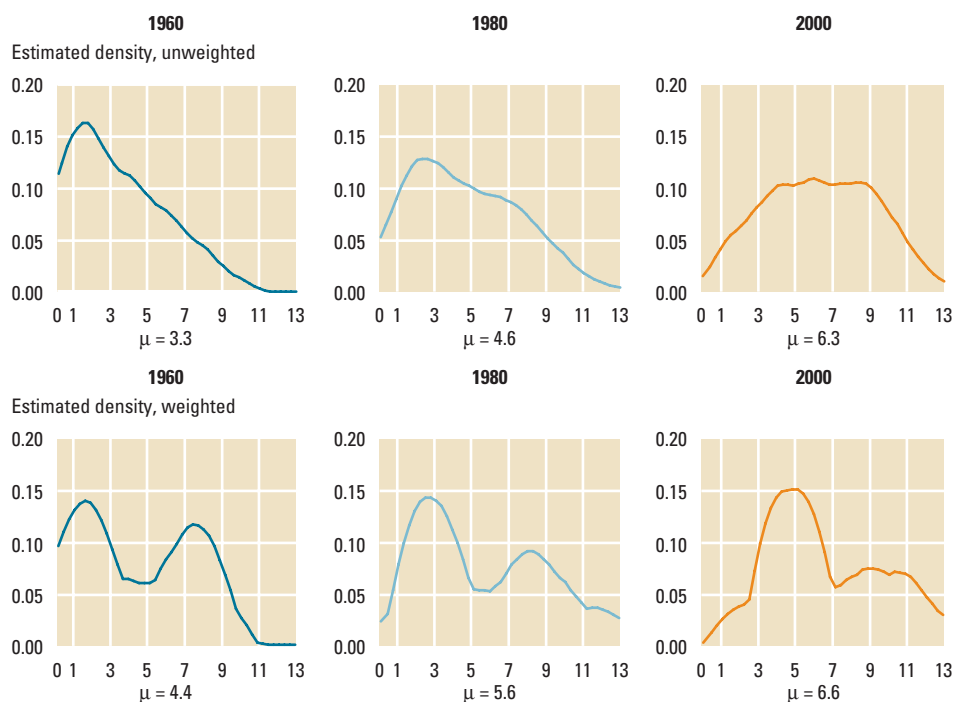 1960 1980 2000
Estimated density, unweighted
0.20 0.20 0.20
0.15 0.15 0.15
0.10 0.10 0.10
0.05 0.05 0.05
0.00 0.00 0.00
0 1 3 5 7 9 11 13 0 1 3 5 7 9 11 13 0 1 3 5 7 9 11 13
μ = 3.3 μ = 4.6 μ = 6.3
1960 1980 2000
Estimated density, weighted
0.20 0.20 0.20
0.15 0.15 0.15
0.10 0.10 0.10
0.05 0.05 0.05
0.00 0.00 0.00
0 1 3 5 7 9 11 13 0 1 3 5 7 9 11 13 0 1 3 5 7 9 11 13
μ = 4.4 μ = 5.6 μ = 6.6